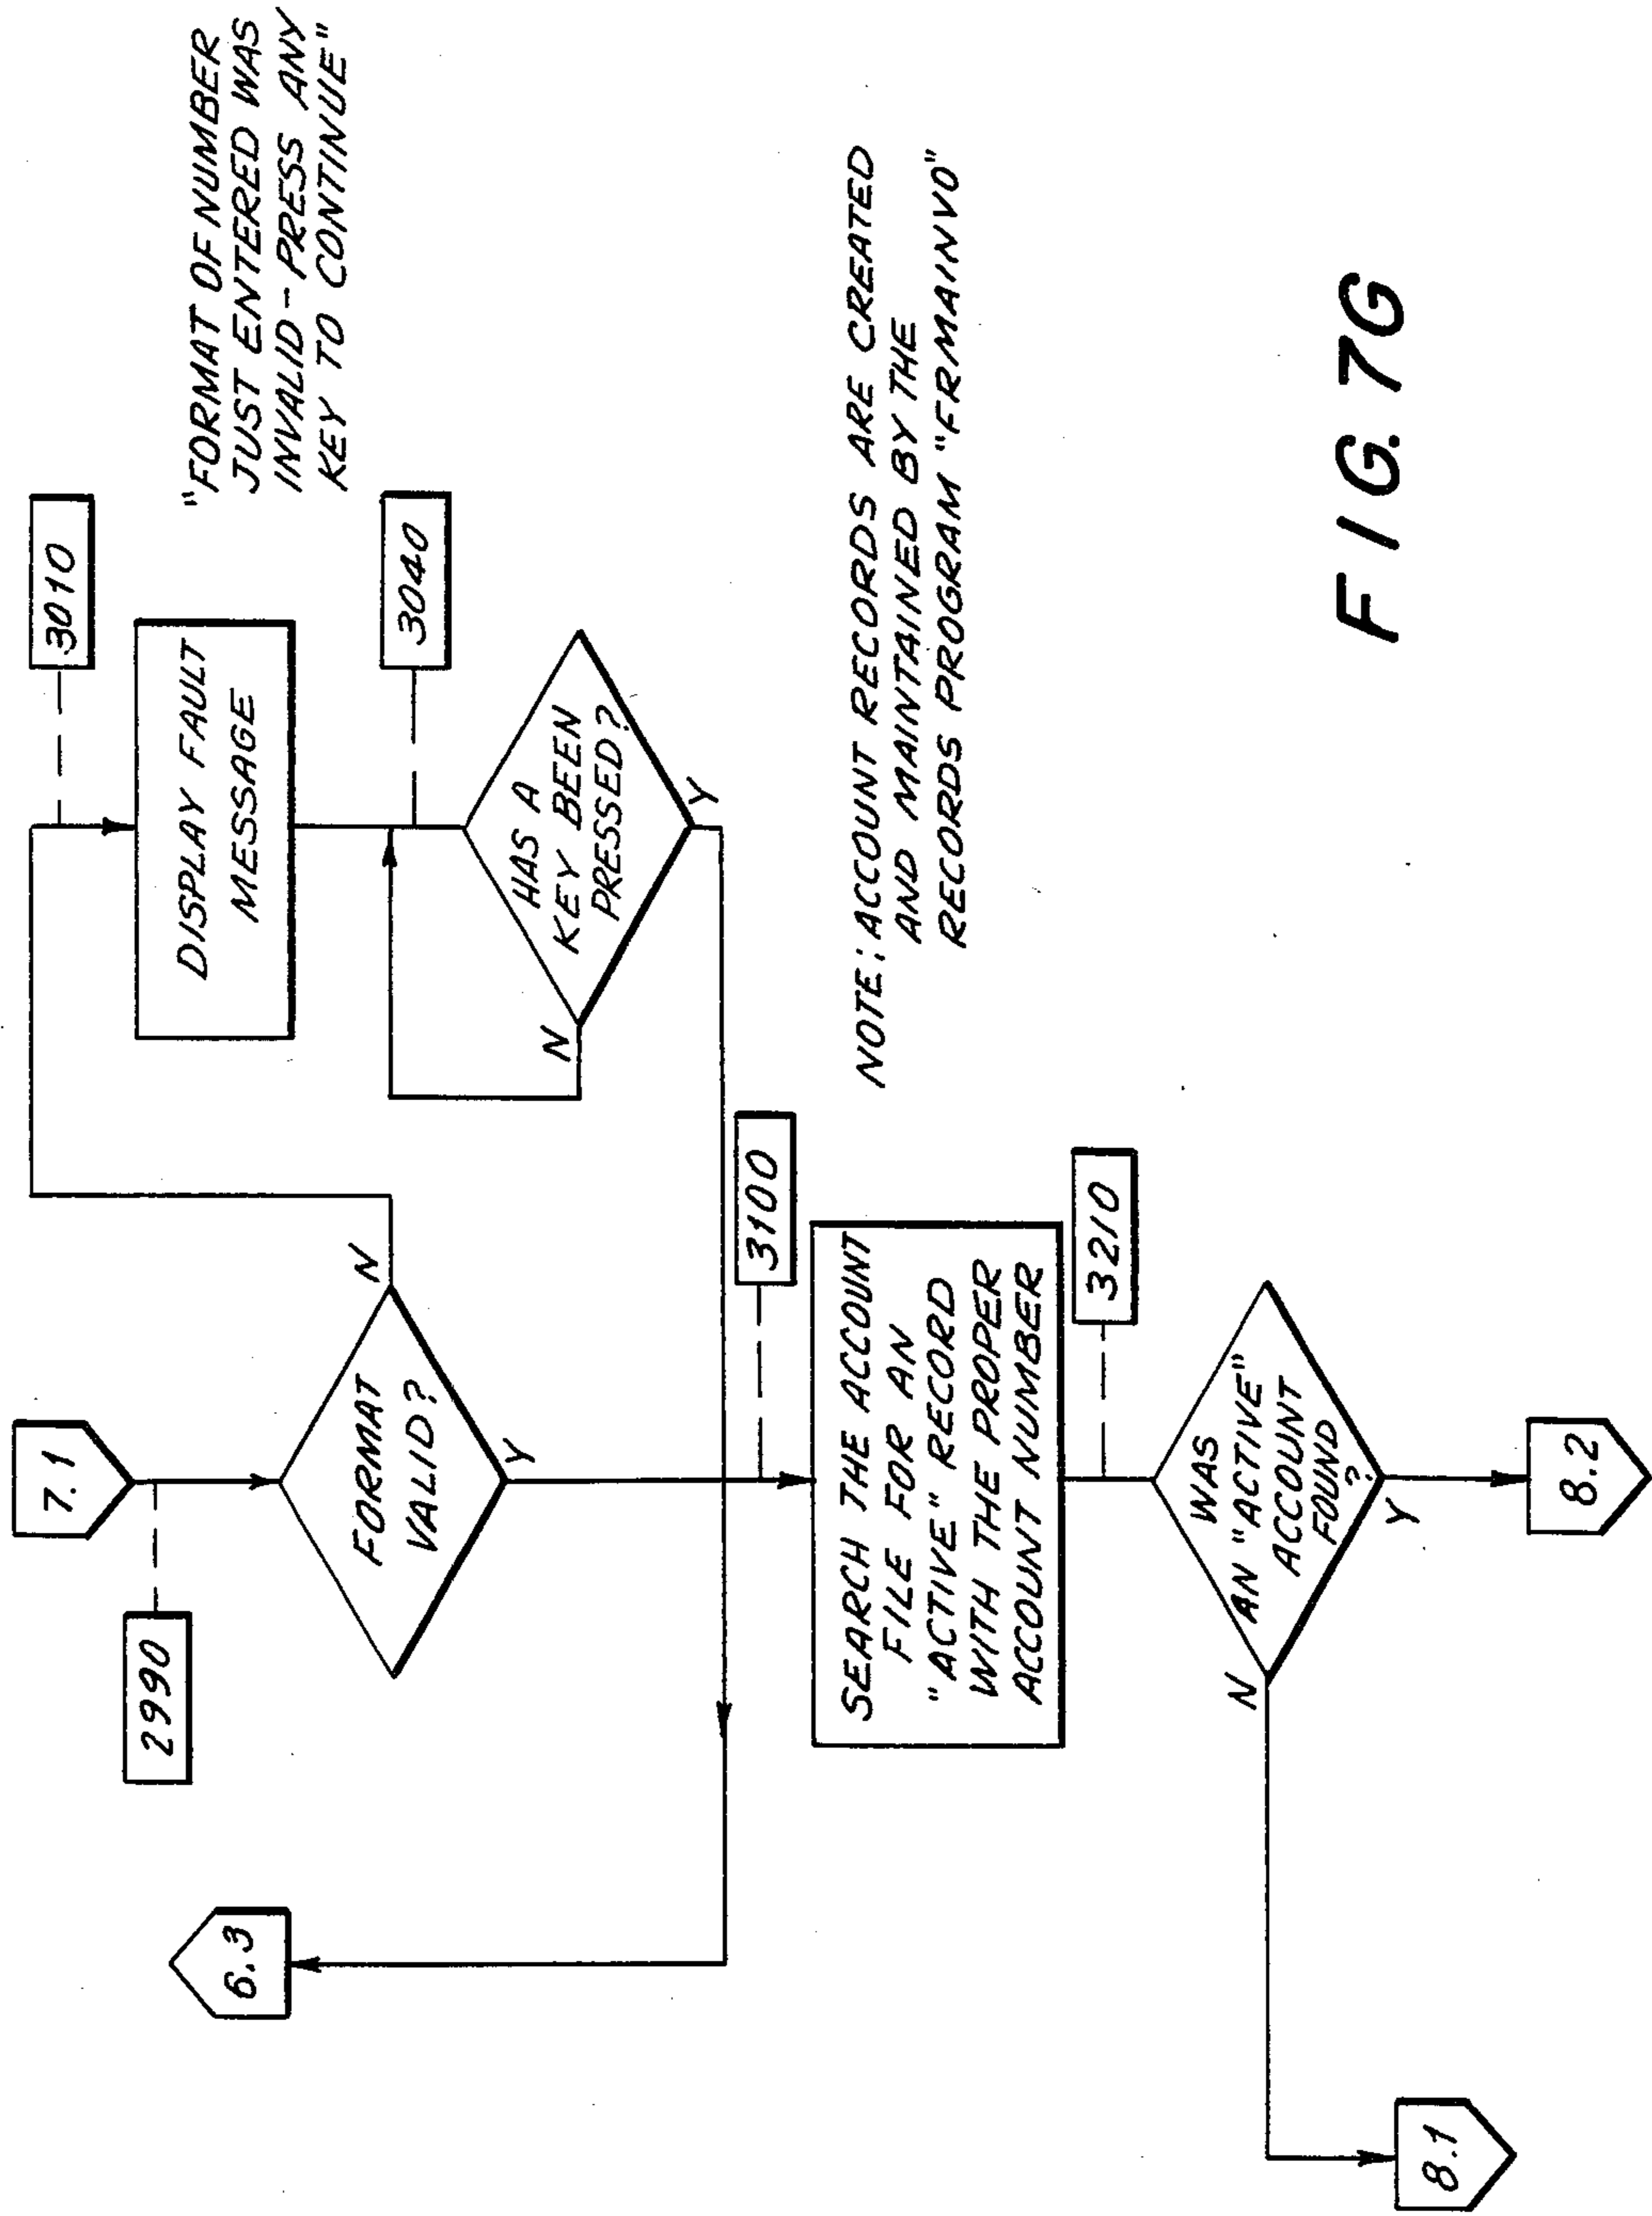 7.1
2990
FORMAT
VALID?
N
Y
3010
DISPLAY FAULT
MESSAGE
"FORMAT OF NUMBER
JUST ENTERED WAS
INVALID-PRESS ANY
KEY TO CONTINUE"
3040
HAS A
KEY BEEN
PRESSED?
N
Y
6.3
3100
SEARCH THE ACCOUNT
FILE FOR AN
"ACTIVE" RECORD
WITH THE PROPER
ACCOUNT NUMBER
NOTE: ACCOUNT RECORDS ARE CREATED
AND MAINTAINED BY THE
RECORDS PROGRAM "FRMAINVO"
3210
WAS
AN "ACTIVE"
ACCOUNT
FOUND
?
N
Y
8.1
8.2
FIG. 7G